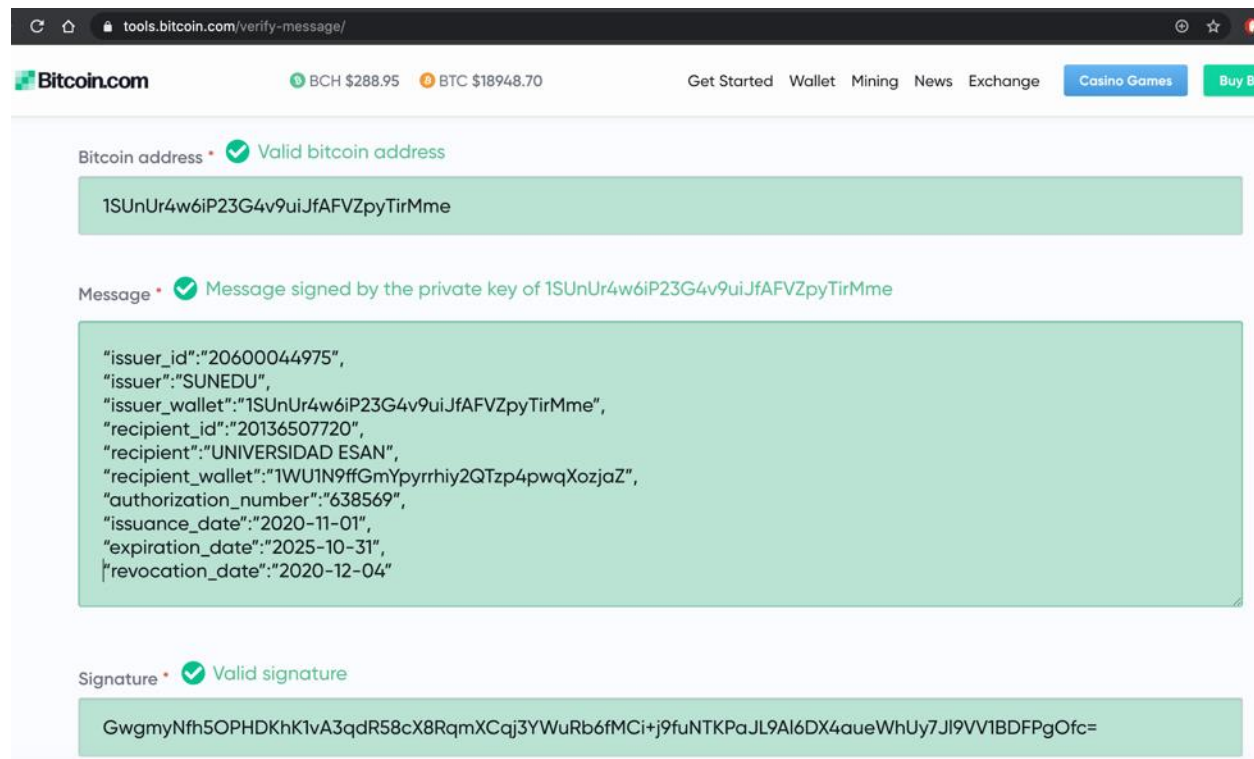 tools.bitcoin.com/verify-message/
Bitcoin.com BCH $288.95 BTC $18948.70 Get Started Wallet Mining News Exchange Casino Games Buy B
Bitcoin address * Valid bitcoin address
1SUnUr4w6iP23G4v9uiJfAFVZpyTirMme
Message * Message signed by the private key of 1SUnUr4w6iP23G4v9uiJfAFVZpyTirMme
"issuer_id":"20600044975",
"issuer":"SUNEDU",
"issuer_wallet":"1SUnUr4w6iP23G4v9uiJfAFVZpyTirMme",
"recipient_id":"20136507720",
"recipient":"UNIVERSIDAD ESAN",
"recipient_wallet":"1WU1N9ffGmYpyrrhiy2QTzp4pwqXozjaZ",
"authorization_number":"638569",
"issuance_date":"2020-11-01",
"expiration_date":"2025-10-31",
"revocation_date":"2020-12-04"
Signature * Valid signature
GwgmyNfh5OPHDKhK1vA3qdR58cX8RqmXCqj3YWuRb6fMCi+j9fuNTKPaJL9Al6DX4aueWhUy7Jl9VV1BDFPgOfc=